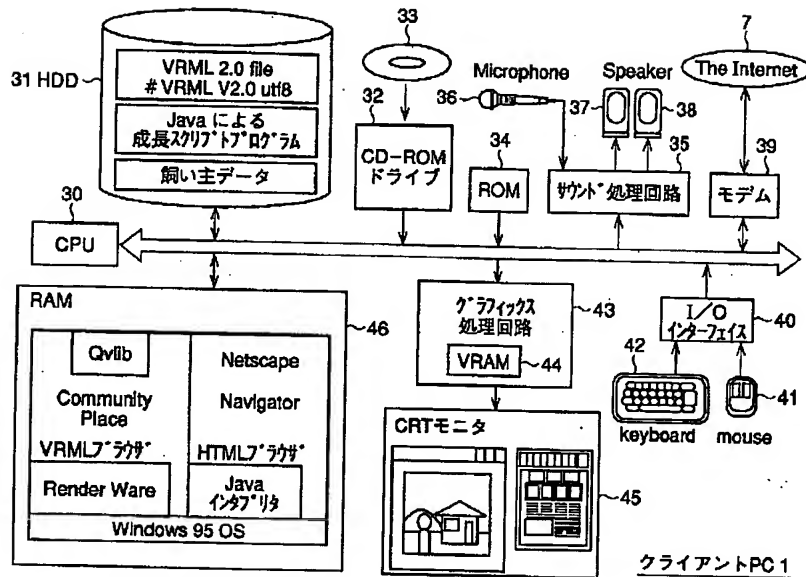 31 HDD
VRML 2.0 file
# VRML V2.0 utf8
Java による
成長スクリプトプログラム
飼い主データ
33
32
CD-ROM
ドライブ
Microphone
36
34
ROM
Speaker
37
38
35
サウンド処理回路
7
The Internet
39
モデム
30
CPU
RAM
46
Qvlib
Community
Place
VRMLブラウザ
Render Ware
Netscape
Navigator
HTMLブラウザ
Java
インタプリタ
Windows 95 OS
グラフィックス
処理回路
43
VRAM
44
CRTモニタ
45
I/O
インターフェイス
40
42
keyboard
41
mouse
クライアントPC 1